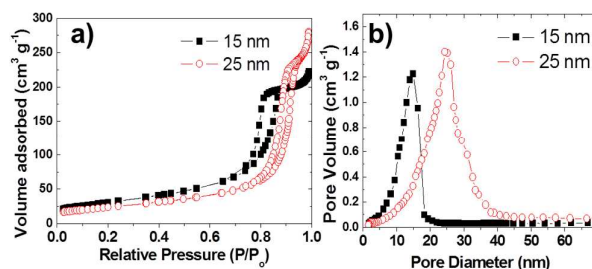 a)
15 nm
25 nm
Volume adsorbed (cm³ g⁻¹)
300
250
200
150
100
50
0
0.0 0.2 0.4 0.6 0.8 1.0
Relative Pressure (P/Pₒ)
b)
15 nm
25 nm
Pore Volume (cm³ g⁻¹)
1.6
1.4
1.2
1.0
0.8
0.6
0.4
0.2
0.0
0 10 20 30 40 50 60
Pore Diameter (nm)